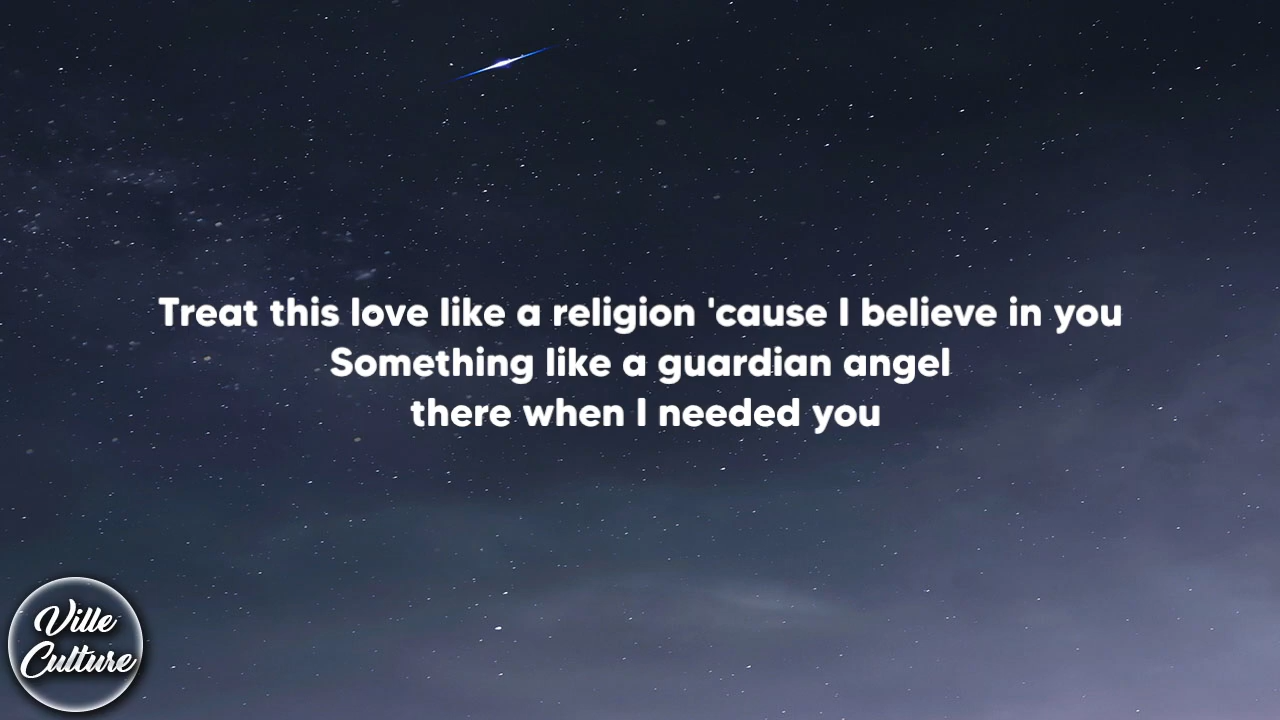 Treat this love like a religion 'cause I believe in you
Something like a guardian angel
there when I needed you
Ville
Culture